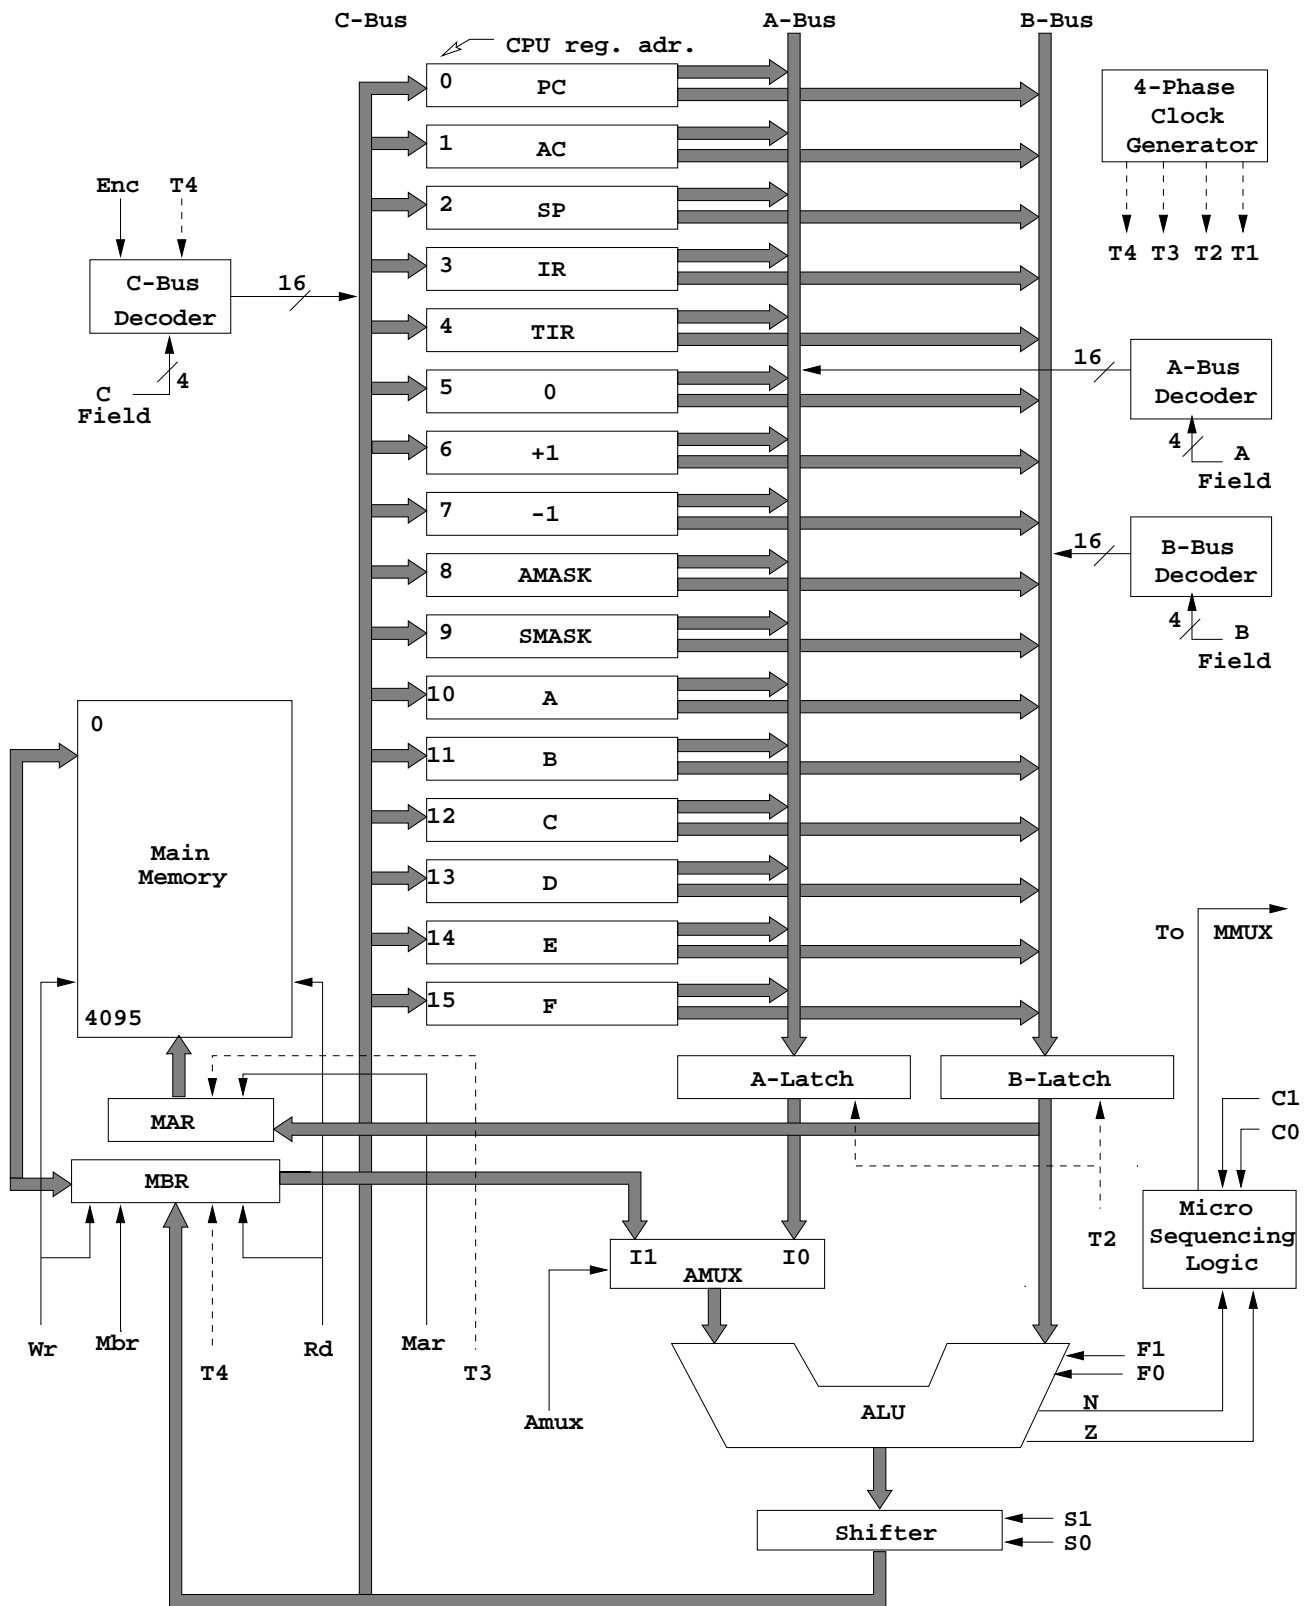 C-Bus A-Bus B-Bus
CPU reg. adr.
0 PC
1 AC
2 SP
3 IR
4 TIR
5 0
6 +1
7 -1
8 AMASK
9 SMASK
10 A
11 B
12 C
13 D
14 E
15 F
4-Phase
Clock
Generator
T4 T3 T2 T1
Enc T4
C-Bus
Decoder
16
4
C
Field
16
A-Bus
Decoder
4
A
Field
16
B-Bus
Decoder
4
B
Field
0
Main
Memory
4095
To MMUX
A-Latch
B-Latch
MAR
MBR
C1
C0
Micro
Sequencing
Logic
T2
I1 I0
AMUX
Wr
Mbr
T4
Rd
Mar
T3
Amux
F1
F0
ALU
N
Z
Shifter
S1
S0